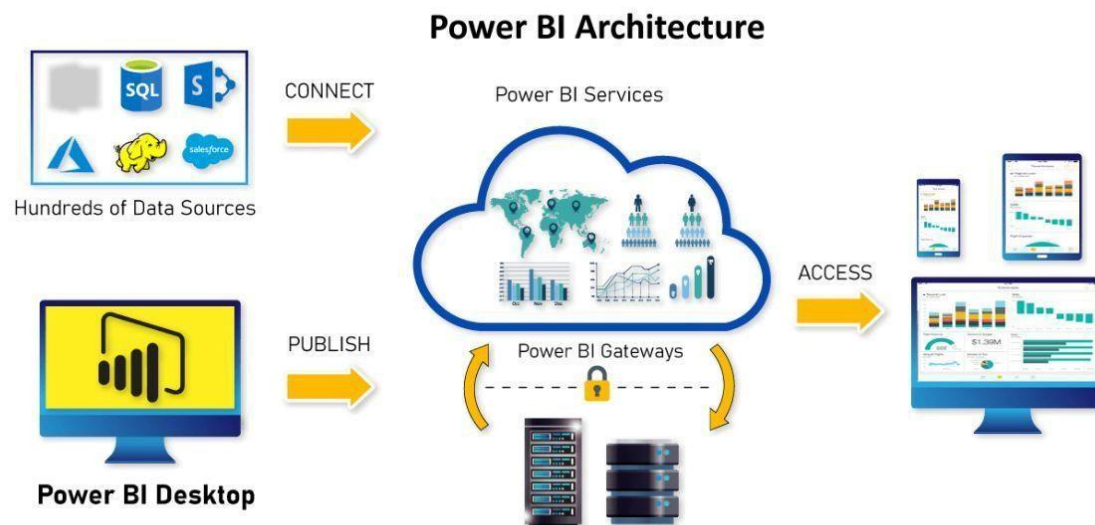 Power BI Architecture
SQL
S
salesforce
Hundreds of Data Sources
CONNECT
Power BI Services
PUBLISH
Power BI Desktop
Power BI Gateways
ACCESS
$1.39M